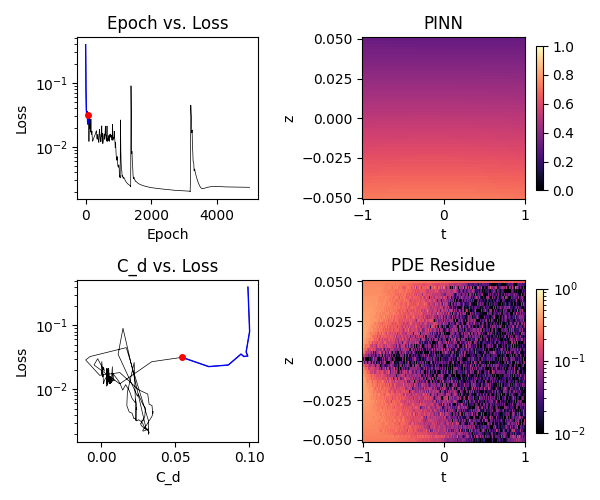 Epoch vs. Loss
Loss
10⁻¹
10⁻²
0
2000
4000
Epoch
PINN
z
0.050
0.025
0.000
−0.025
−0.050
−1
0
1
t
1.0
0.8
0.6
0.4
0.2
0.0
C_d vs. Loss
Loss
10⁻¹
10⁻²
0.00
0.05
0.10
C_d
PDE Residue
z
0.050
0.025
0.000
−0.025
−0.050
−1
0
1
t
10⁰
10⁻¹
10⁻²